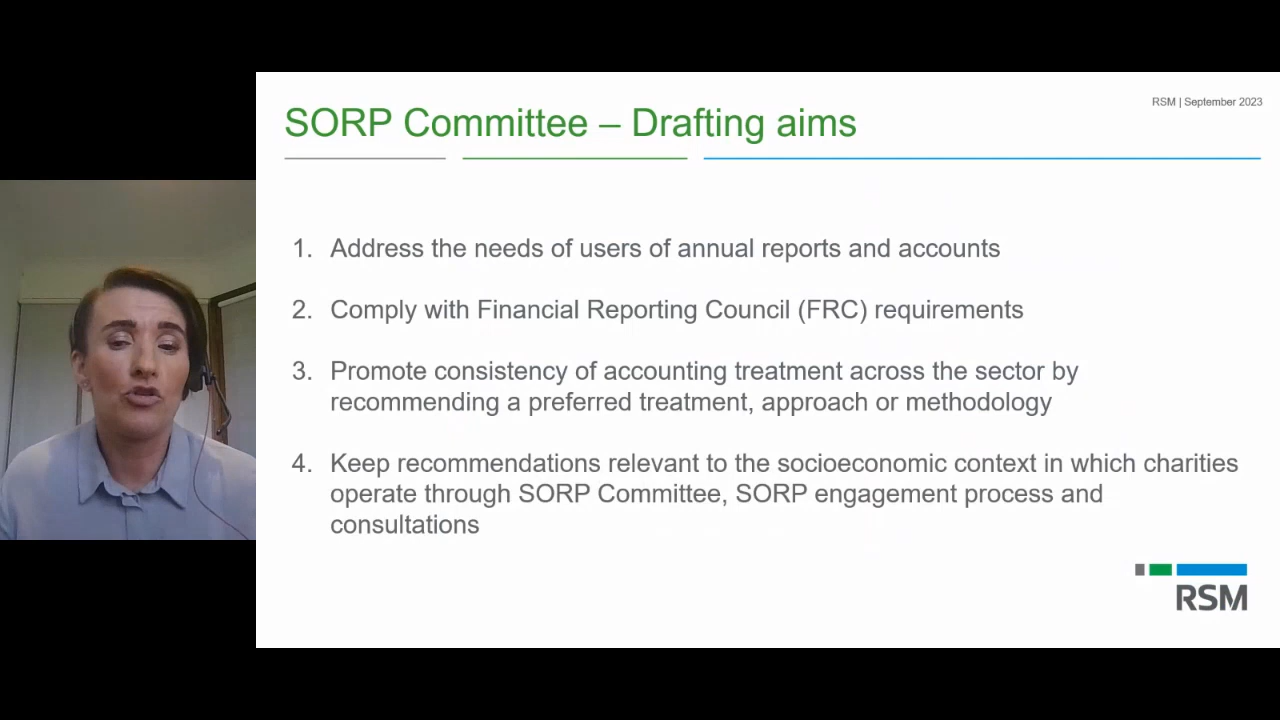 RSM | September 2023
SORP Committee – Drafting aims
1. Address the needs of users of annual reports and accounts
2. Comply with Financial Reporting Council (FRC) requirements
3. Promote consistency of accounting treatment across the sector by
recommending a preferred treatment, approach or methodology
4. Keep recommendations relevant to the socioeconomic context in which charities
operate through SORP Committee, SORP engagement process and
consultations
RSM